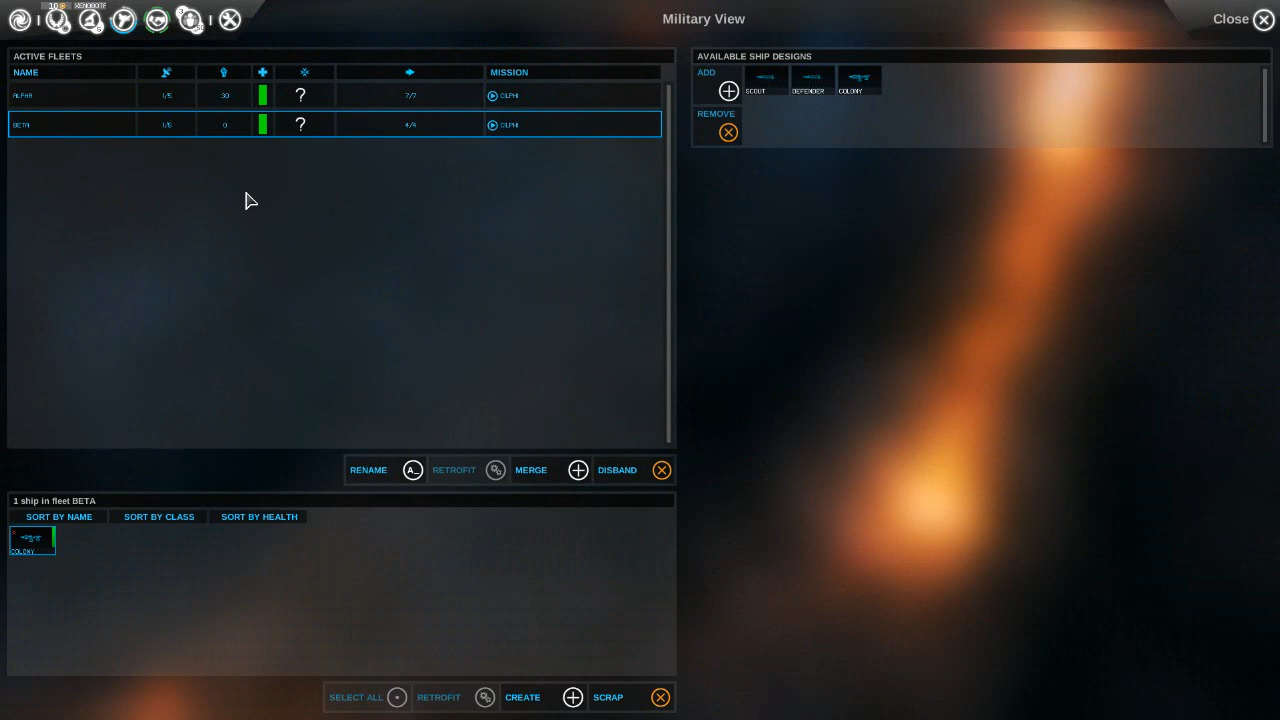 Military View
Close
ACTIVE FLEETS
NAME
MISSION
ALPHA 1/5 30 ? 7/7
BETA 1/5 0 ? 4/4
RENAME A_ RETROFIT MERGE DISBAND
1 ship in fleet BETA
SORT BY NAME SORT BY CLASS SORT BY HEALTH
COLONY
SELECT ALL RETROFIT CREATE SCRAP
AVAILABLE SHIP DESIGNS
ADD
SCOUT DEFENDER COLONY
REMOVE